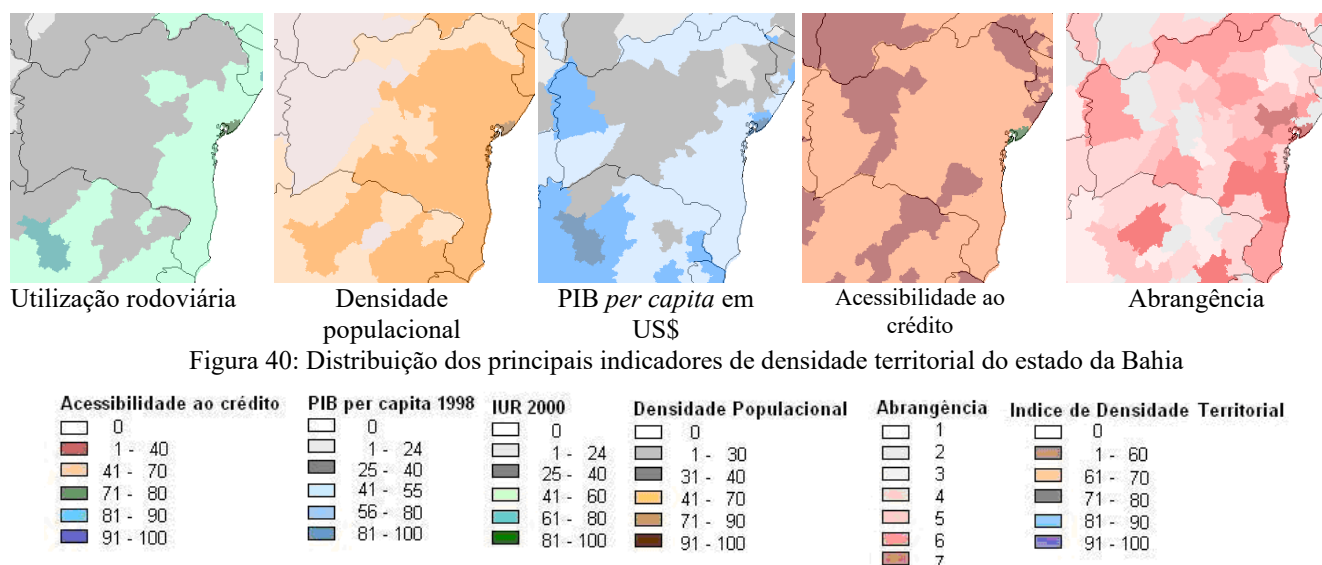 Utilização rodoviária
Densidade
populacional
PIB per capita em
US$
Acessibilidade ao
crédito
Abrangência
Figura 40: Distribuição dos principais indicadores de densidade territorial do estado da Bahia
Acessibilidade ao crédito
0
1 - 40
41 - 70
71 - 80
81 - 90
91 - 100
PIB per capita 1998
0
1 - 24
25 - 40
41 - 55
56 - 80
81 - 100
IUR 2000
0
1 - 24
25 - 40
41 - 60
61 - 80
81 - 100
Densidade Populacional
0
1 - 30
31 - 40
41 - 70
71 - 90
91 - 100
Abrangência
1
2
3
4
5
6
7
Indice de Densidade Territorial
0
1 - 60
61 - 70
71 - 80
81 - 90
91 - 100